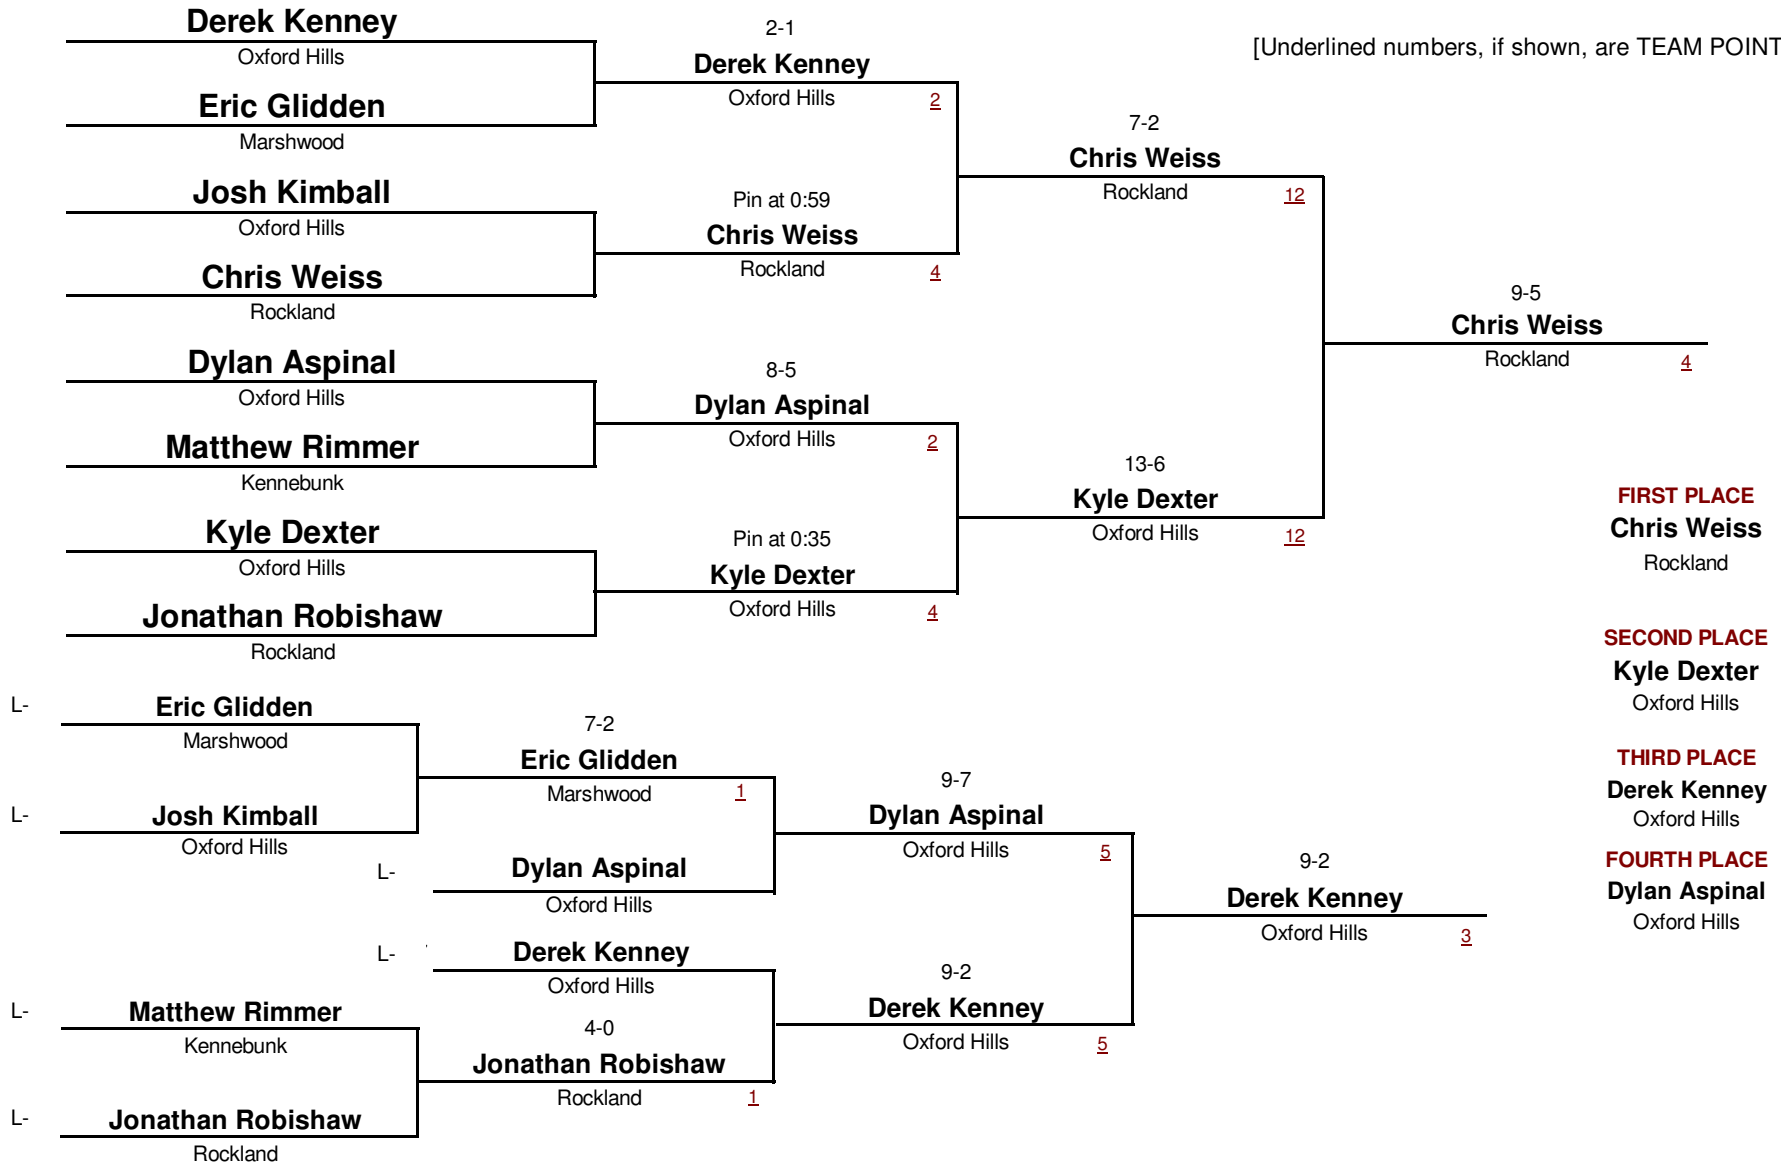 Derek Kenney
Oxford Hills
Eric Glidden
Marshwood
Josh Kimball
Oxford Hills
Chris Weiss
Rockland
Dylan Aspinal
Oxford Hills
Matthew Rimmer
Kennebunk
Kyle Dexter
Oxford Hills
Jonathan Robishaw
Rockland
2-1
Derek Kenney
Oxford Hills 2
Pin at 0:59
Chris Weiss
Rockland 4
8-5
Dylan Aspinal
Oxford Hills 2
Pin at 0:35
Kyle Dexter
Oxford Hills 4
[Underlined numbers, if shown, are TEAM POINT
7-2
Chris Weiss
Rockland 12
13-6
Kyle Dexter
Oxford Hills 12
9-5
Chris Weiss
Rockland 4
FIRST PLACE
Chris Weiss
Rockland
SECOND PLACE
Kyle Dexter
Oxford Hills
THIRD PLACE
Derek Kenney
Oxford Hills
FOURTH PLACE
Dylan Aspinal
Oxford Hills
L- Eric Glidden
Marshwood
L- Josh Kimball
Oxford Hills
L- Matthew Rimmer
Kennebunk
L- Jonathan Robishaw
Rockland
7-2
Eric Glidden
Marshwood 1
L- Dylan Aspinal
Oxford Hills
L- Derek Kenney
Oxford Hills
4-0
Jonathan Robishaw
Rockland 1
9-7
Dylan Aspinal
Oxford Hills 5
9-2
Derek Kenney
Oxford Hills 5
9-2
Derek Kenney
Oxford Hills 3